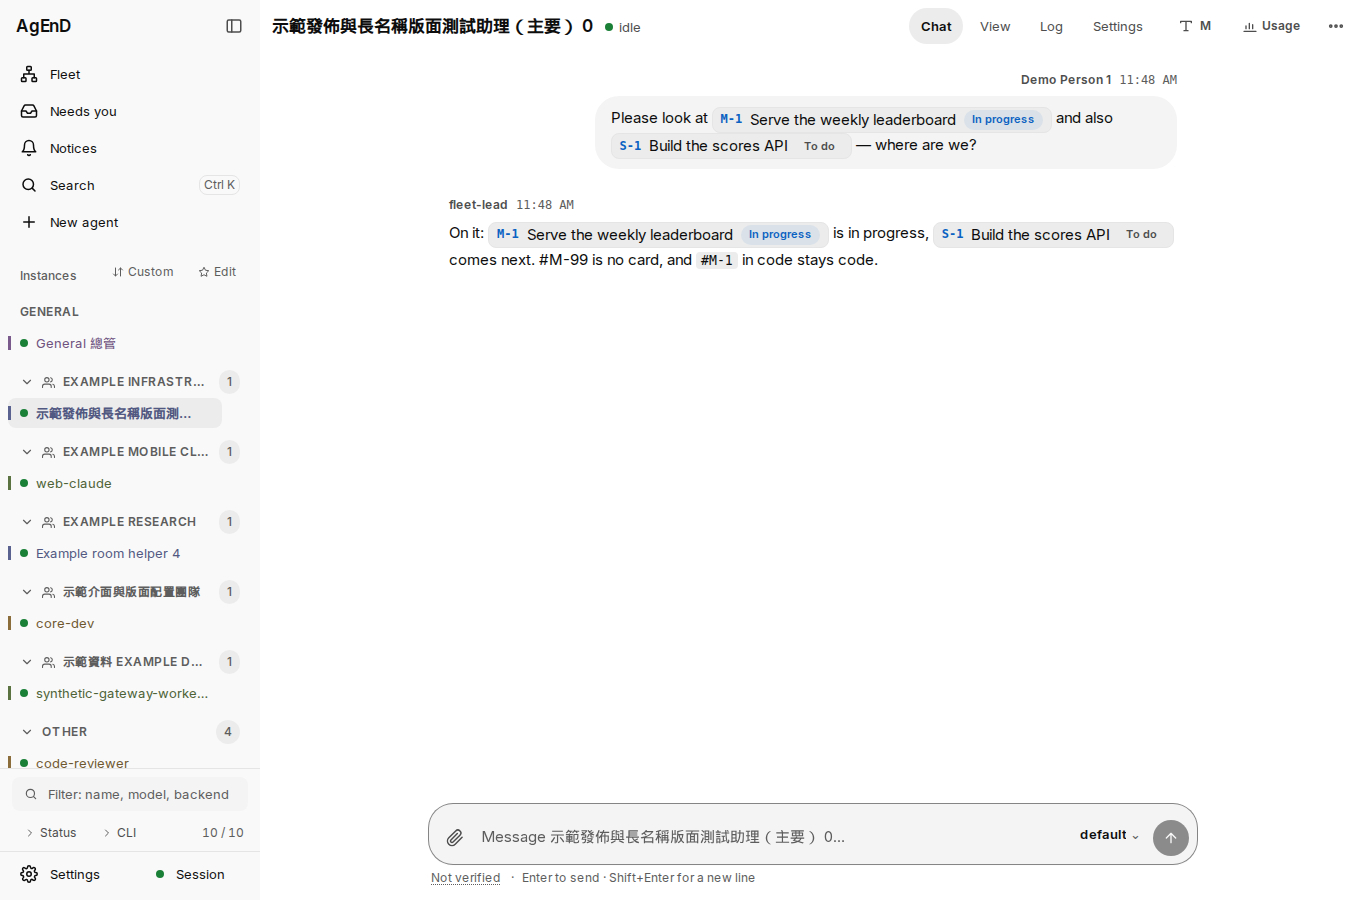 AgEnD
Fleet
Needs you
Notices
Search Ctrl K
New agent
Instances Custom Edit
GENERAL
General 總管
EXAMPLE INFRASTR... 1
示範發佈與長名稱版面測...
EXAMPLE MOBILE CL... 1
web-claude
EXAMPLE RESEARCH 1
Example room helper 4
示範介面與版面配置團隊 1
core-dev
示範資料 EXAMPLE D... 1
synthetic-gateway-worke...
OTHER 4
code-reviewer
Filter: name, model, backend
Status CLI 10 / 10
Settings Session
示範發佈與長名稱版面測試助理（主要）0 idle
Chat View Log Settings M Usage
Demo Person 1 11:48 AM
Please look at M-1 Serve the weekly leaderboard In progress and also
S-1 Build the scores API To do — where are we?
fleet-lead 11:48 AM
On it: M-1 Serve the weekly leaderboard In progress is in progress, S-1 Build the scores API To do
comes next. #M-99 is no card, and #M-1 in code stays code.
Message 示範發佈與長名稱版面測試助理（主要）0...
default
Not verified · Enter to send · Shift+Enter for a new line